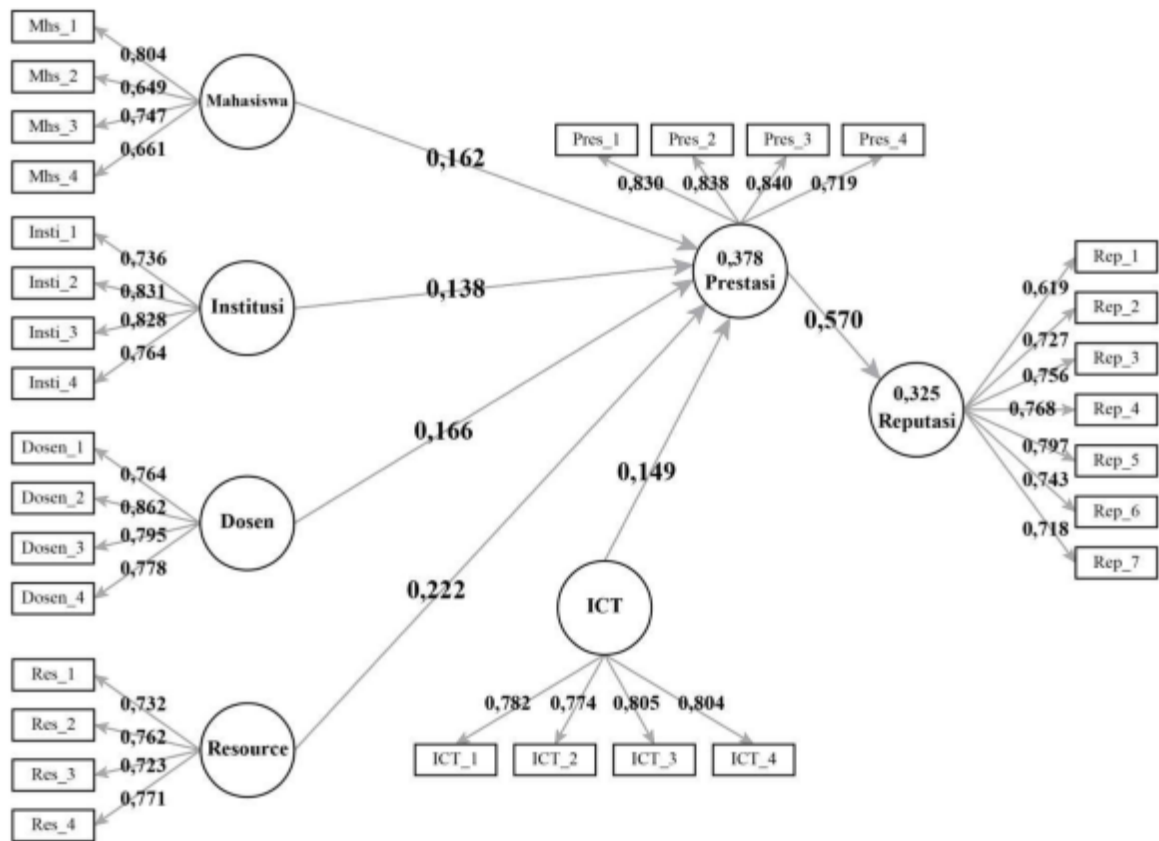 Mhs_1
Mhs_2
Mhs_3
Mhs_4
0,804
0,649
0,747
0,661
Mahasiswa
0,162
Insti_1
Insti_2
Insti_3
Insti_4
0,736
0,831
0,828
0,764
Institusi
0,138
Dosen_1
Dosen_2
Dosen_3
Dosen_4
0,764
0,862
0,795
0,778
Dosen
0,166
Res_1
Res_2
Res_3
Res_4
0,732
0,762
0,723
0,771
Resource
0,222
Pres_1
Pres_2
Pres_3
Pres_4
0,830
0,838
0,840
0,719
0,378
Prestasi
0,570
0,149
ICT
0,782
0,774
0,805
0,804
ICT_1
ICT_2
ICT_3
ICT_4
0,325
Reputasi
0,619
0,727
0,756
0,768
0,797
0,743
0,718
Rep_1
Rep_2
Rep_3
Rep_4
Rep_5
Rep_6
Rep_7